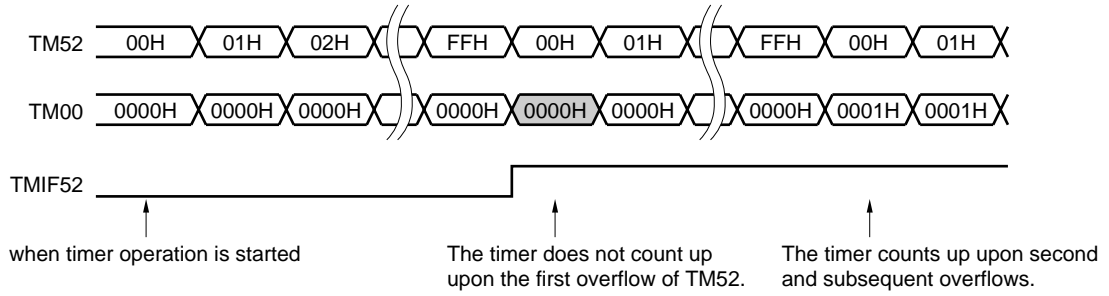 TM52 00H 01H 02H FFH 00H 01H FFH 00H 01H
TM00 0000H 0000H 0000H 0000H 0000H 0000H 0000H 0001H 0001H
TMIF52
when timer operation is started
The timer does not count up
upon the first overflow of TM52.
The timer counts up upon second
and subsequent overflows.